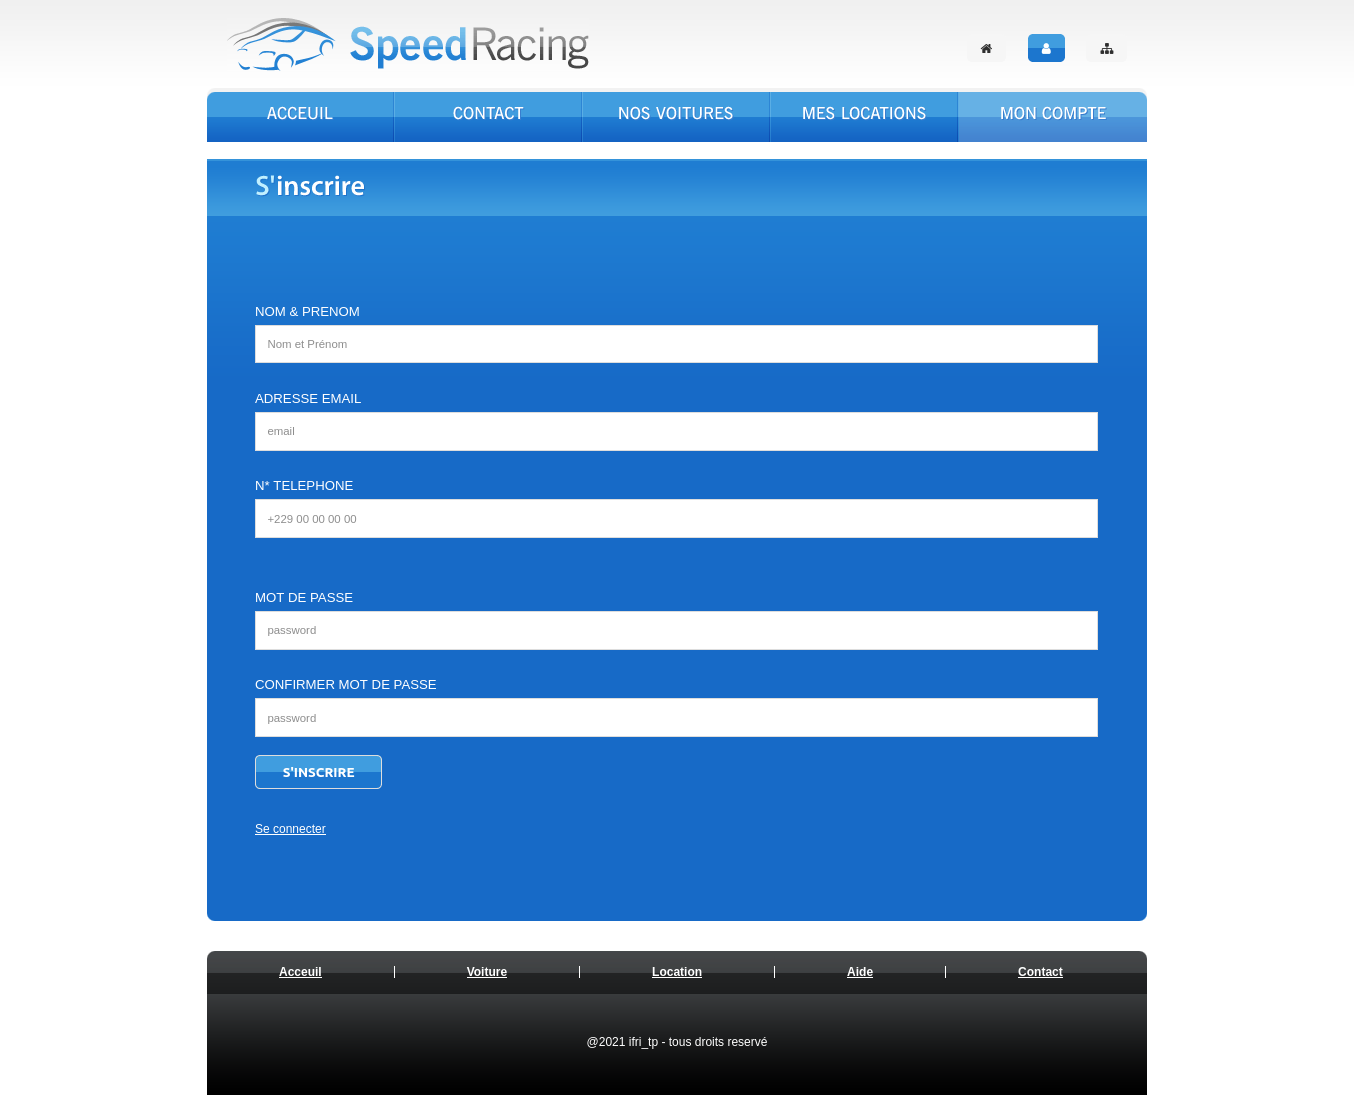 SpeedRacing
ACCEUIL CONTACT NOS VOITURES MES LOCATIONS MON COMPTE
S'inscrire
NOM & PRENOM
Nom et Prénom
ADRESSE EMAIL
email
N* TELEPHONE
+229 00 00 00 00
MOT DE PASSE
password
CONFIRMER MOT DE PASSE
password
S'INSCRIRE
Se connecter
Acceuil Voiture Location Aide Contact
@2021 ifri_tp - tous droits reservé